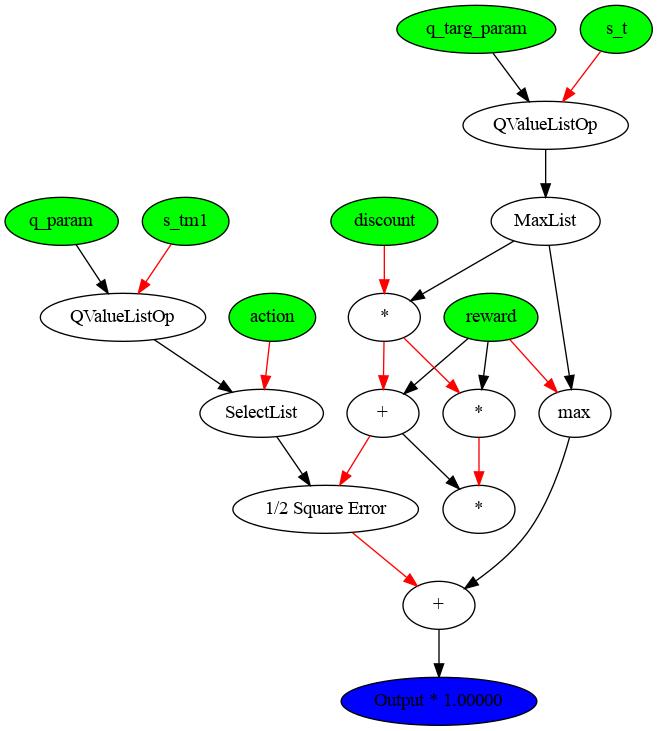 q_targ_param
s_t
QValueListOp
q_param
s_tm1
discount
MaxList
QValueListOp
action
*
reward
SelectList
+
*
max
1/2 Square Error
*
+
Output * 1.00000